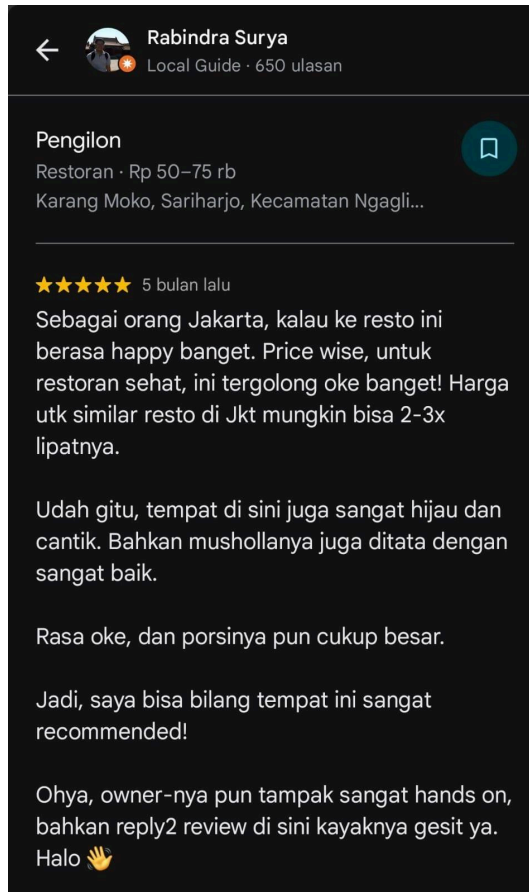 Rabindra Surya
Local Guide · 650 ulasan
Pengilon
Restoran · Rp 50–75 rb
Karang Moko, Sariharjo, Kecamatan Ngagli...
5 bulan lalu
Sebagai orang Jakarta, kalau ke resto ini
berasa happy banget. Price wise, untuk
restoran sehat, ini tergolong oke banget! Harga
utk similar resto di Jkt mungkin bisa 2-3x
lipatnya.
Udah gitu, tempat di sini juga sangat hijau dan
cantik. Bahkan mushollanya juga ditata dengan
sangat baik.
Rasa oke, dan porsinya pun cukup besar.
Jadi, saya bisa bilang tempat ini sangat
recommended!
Ohya, owner-nya pun tampak sangat hands on,
bahkan reply2 review di sini kayaknya gesit ya.
Halo 👋